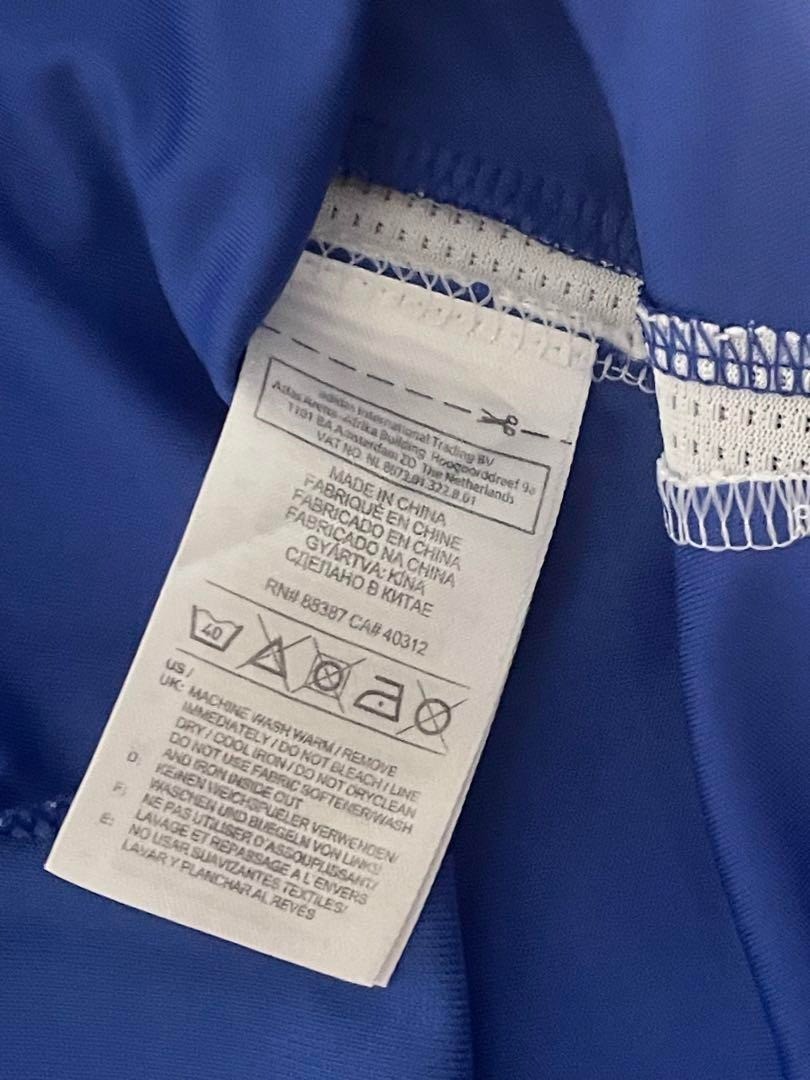 adidas International Trading BV
Atlas Arena-Afrika Building, Hoogoorddreef 9a
1101 BA Amsterdam ZO, The Netherlands
VAT NO. NL 8073.01.322.B.01
MADE IN CHINA
FABRIQUÉ EN CHINE
FABRICADO EN CHINA
FABRICADO NA CHINA
GYÁRTVA: KÍNA
СДЕЛАНО В КИТАЕ
RN# 88387 CA# 40312
40
US /
UK: MACHINE WASH WARM / REMOVE
IMMEDIATELY / DO NOT BLEACH / LINE
DRY / COOL IRON / DO NOT DRYCLEAN
DO NOT USE FABRIC SOFTENER/WASH
AND IRON INSIDE OUT
D: KEINEN WEICHSPUELER VERWENDEN/
WASCHEN UND BUEGELN VON LINKS/
F: NE PAS UTILISER D'ASSOUPLISSANT/
LAVAGE ET REPASSAGE A L'ENVERS
E: NO USAR SUAVIZANTES TEXTILES/
LAVAR Y PLANCHAR AL REVÉS